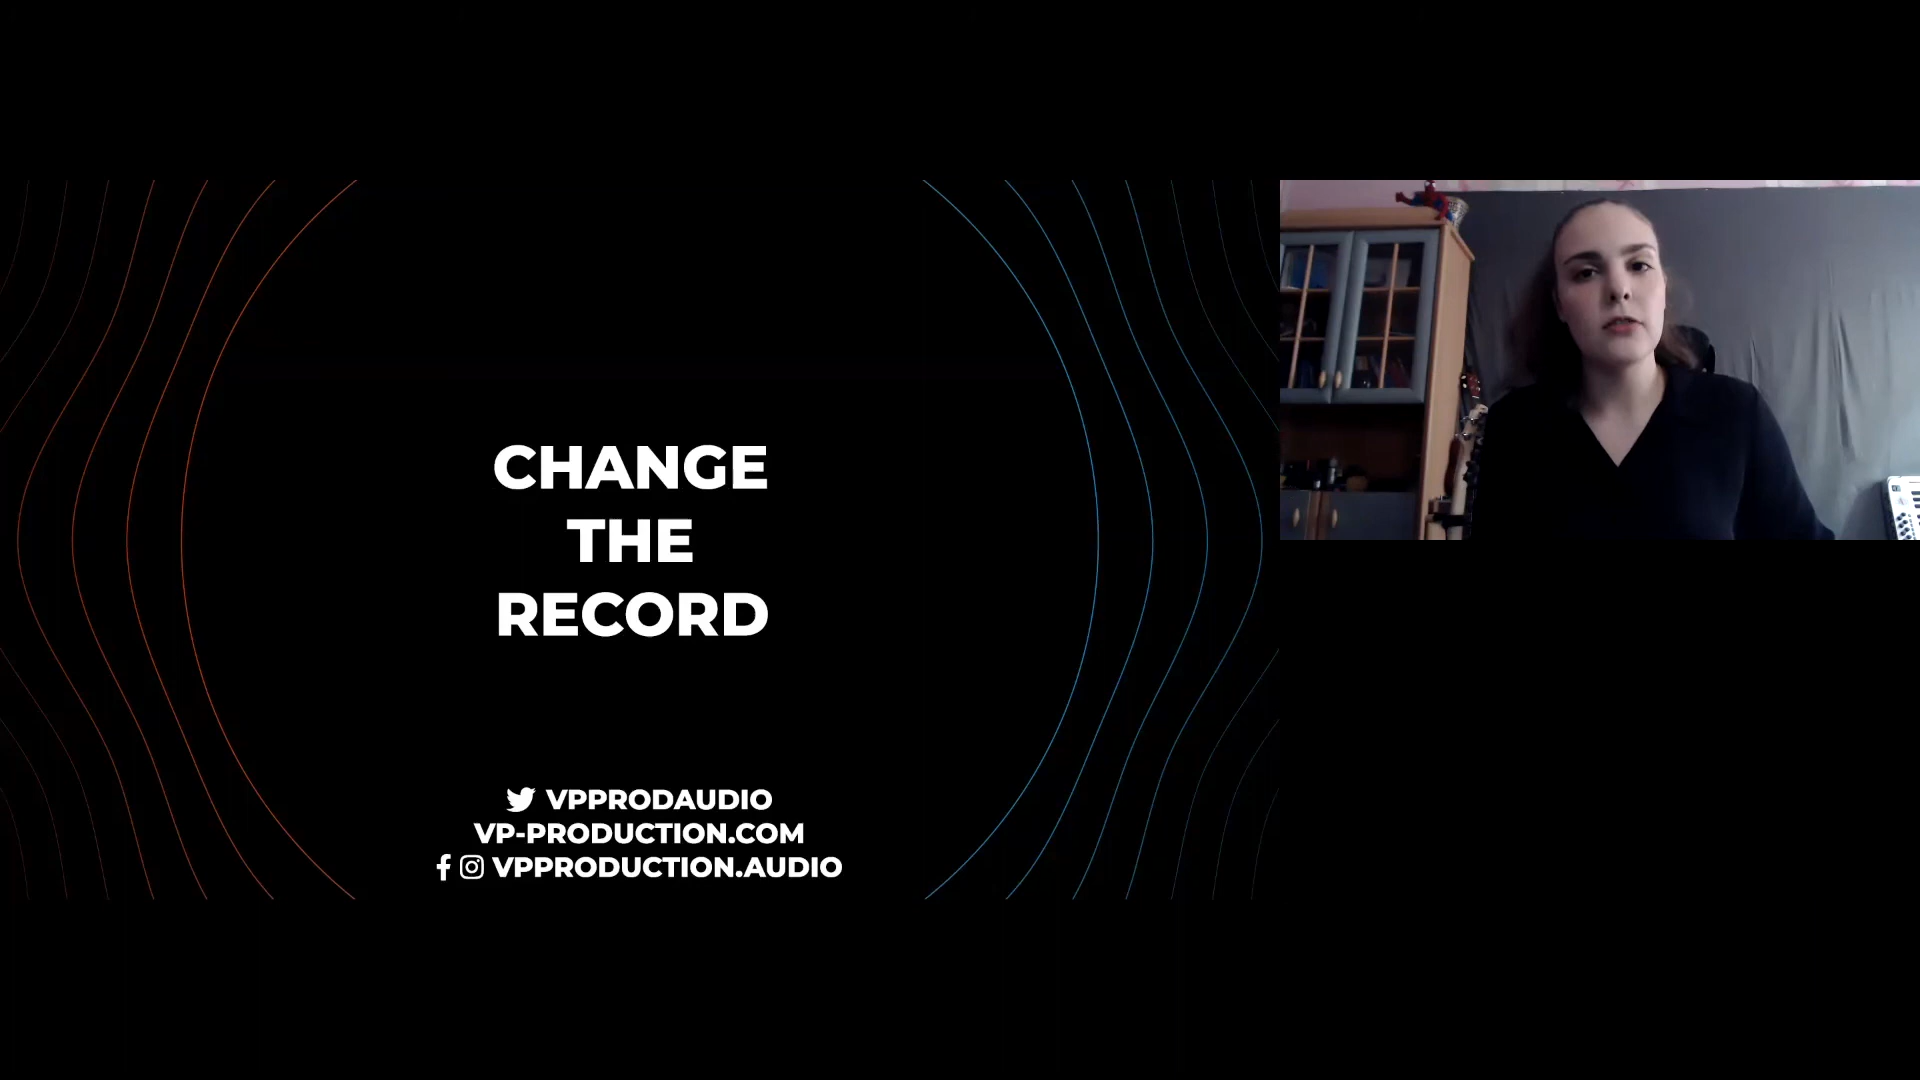 CHANGE
THE
RECORD
VPPRODAUDIO
VP-PRODUCTION.COM
VPPRODUCTION.AUDIO